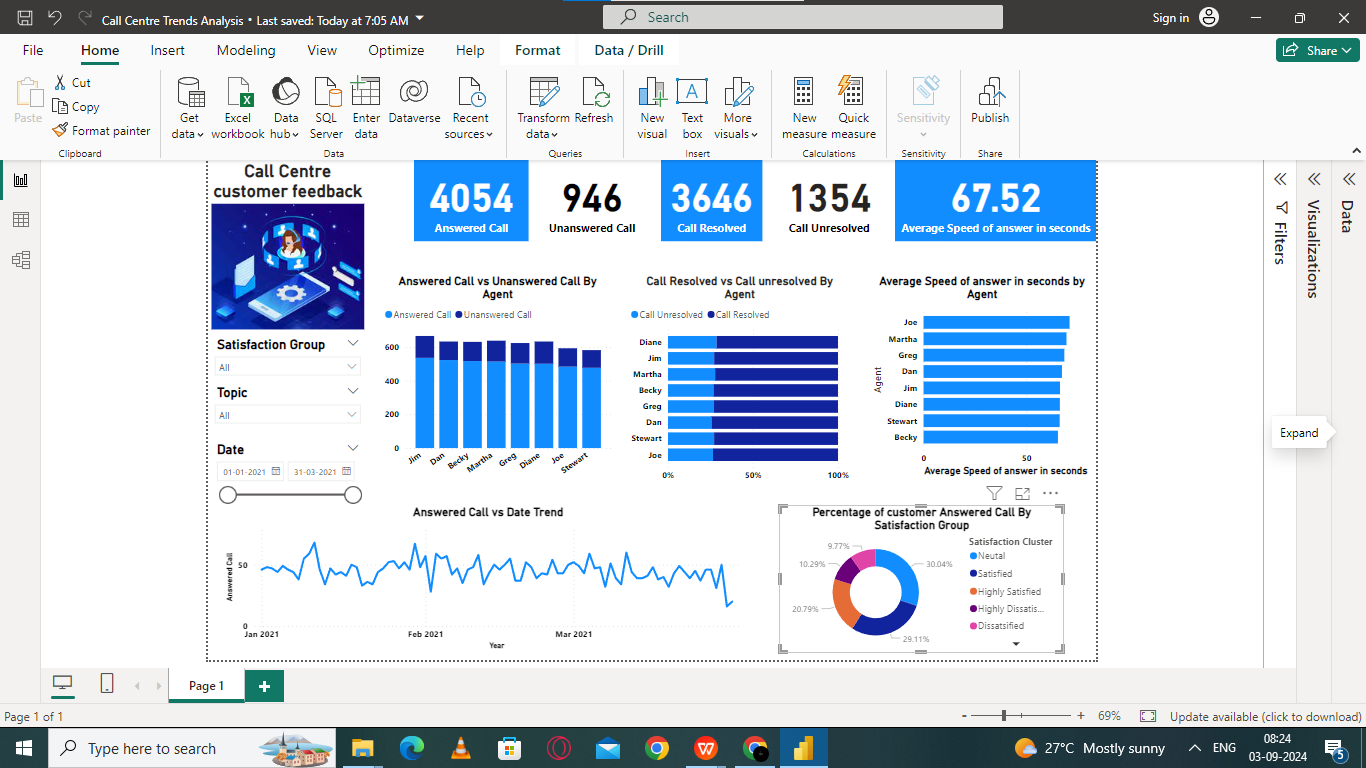 Call Centre Trends Analysis • Last saved: Today at 7:05 AM
Search
Sign in
File Home Insert Modeling View Optimize Help Format Data / Drill
Share
Paste
Cut
Copy
Format painter
Clipboard
Get data
Excel workbook
Data hub
SQL Server
Enter data
Dataverse
Recent sources
Data
Transform data
Refresh
Queries
New visual
Text box
More visuals
Insert
New measure
Quick measure
Calculations
Sensitivity
Sensitivity
Publish
Share
Call Centre
customer feedback
4054
Answered Call
946
Unanswered Call
3646
Call Resolved
1354
Call Unresolved
67.52
Average Speed of answer in seconds
Satisfaction Group
All
Topic
All
Date
01-01-2021 31-03-2021
Answered Call vs Unanswered Call By
Agent
Answered Call Unanswered Call
600
400
200
0
Jim Dan Becky Martha Greg Diane Joe Stewart
Call Resolved vs Call unresolved By
Agent
Call Unresolved Call Resolved
Diane
Jim
Martha
Becky
Greg
Dan
Stewart
Joe
0% 50% 100%
Average Speed of answer in seconds by
Agent
Agent
Joe
Martha
Greg
Dan
Jim
Diane
Stewart
Becky
0 50
Average Speed of answer in seconds
Answered Call vs Date Trend
Answered Call
50
0
Jan 2021 Feb 2021 Mar 2021
Year
Percentage of customer Answered Call By
Satisfaction Group
9.77%
10.29%
20.79%
30.04%
29.11%
Satisfaction Cluster
Neutal
Satisfied
Highly Satisfied
Highly Dissatis...
Dissatsified
Filters
Visualizations
Data
Expand
Page 1
Page 1 of 1
- + 69%
Update available (click to download)
Type here to search
27°C Mostly sunny
ENG
08:24
03-09-2024
5